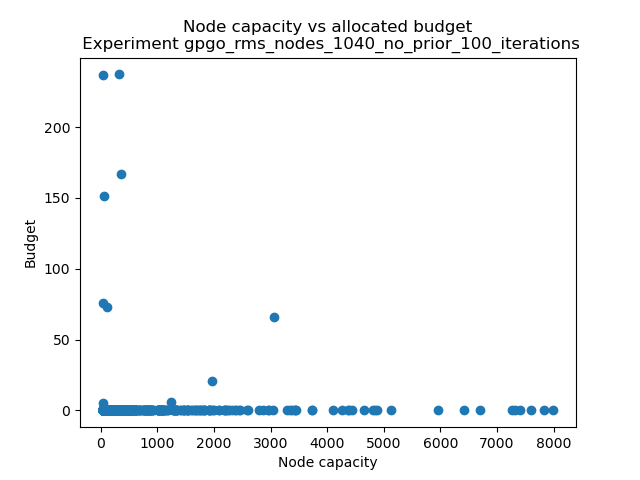 Node capacity vs allocated budget
Experiment gpgo_rms_nodes_1040_no_prior_100_iterations
200
150
100
50
0
Budget
0 1000 2000 3000 4000 5000 6000 7000 8000
Node capacity